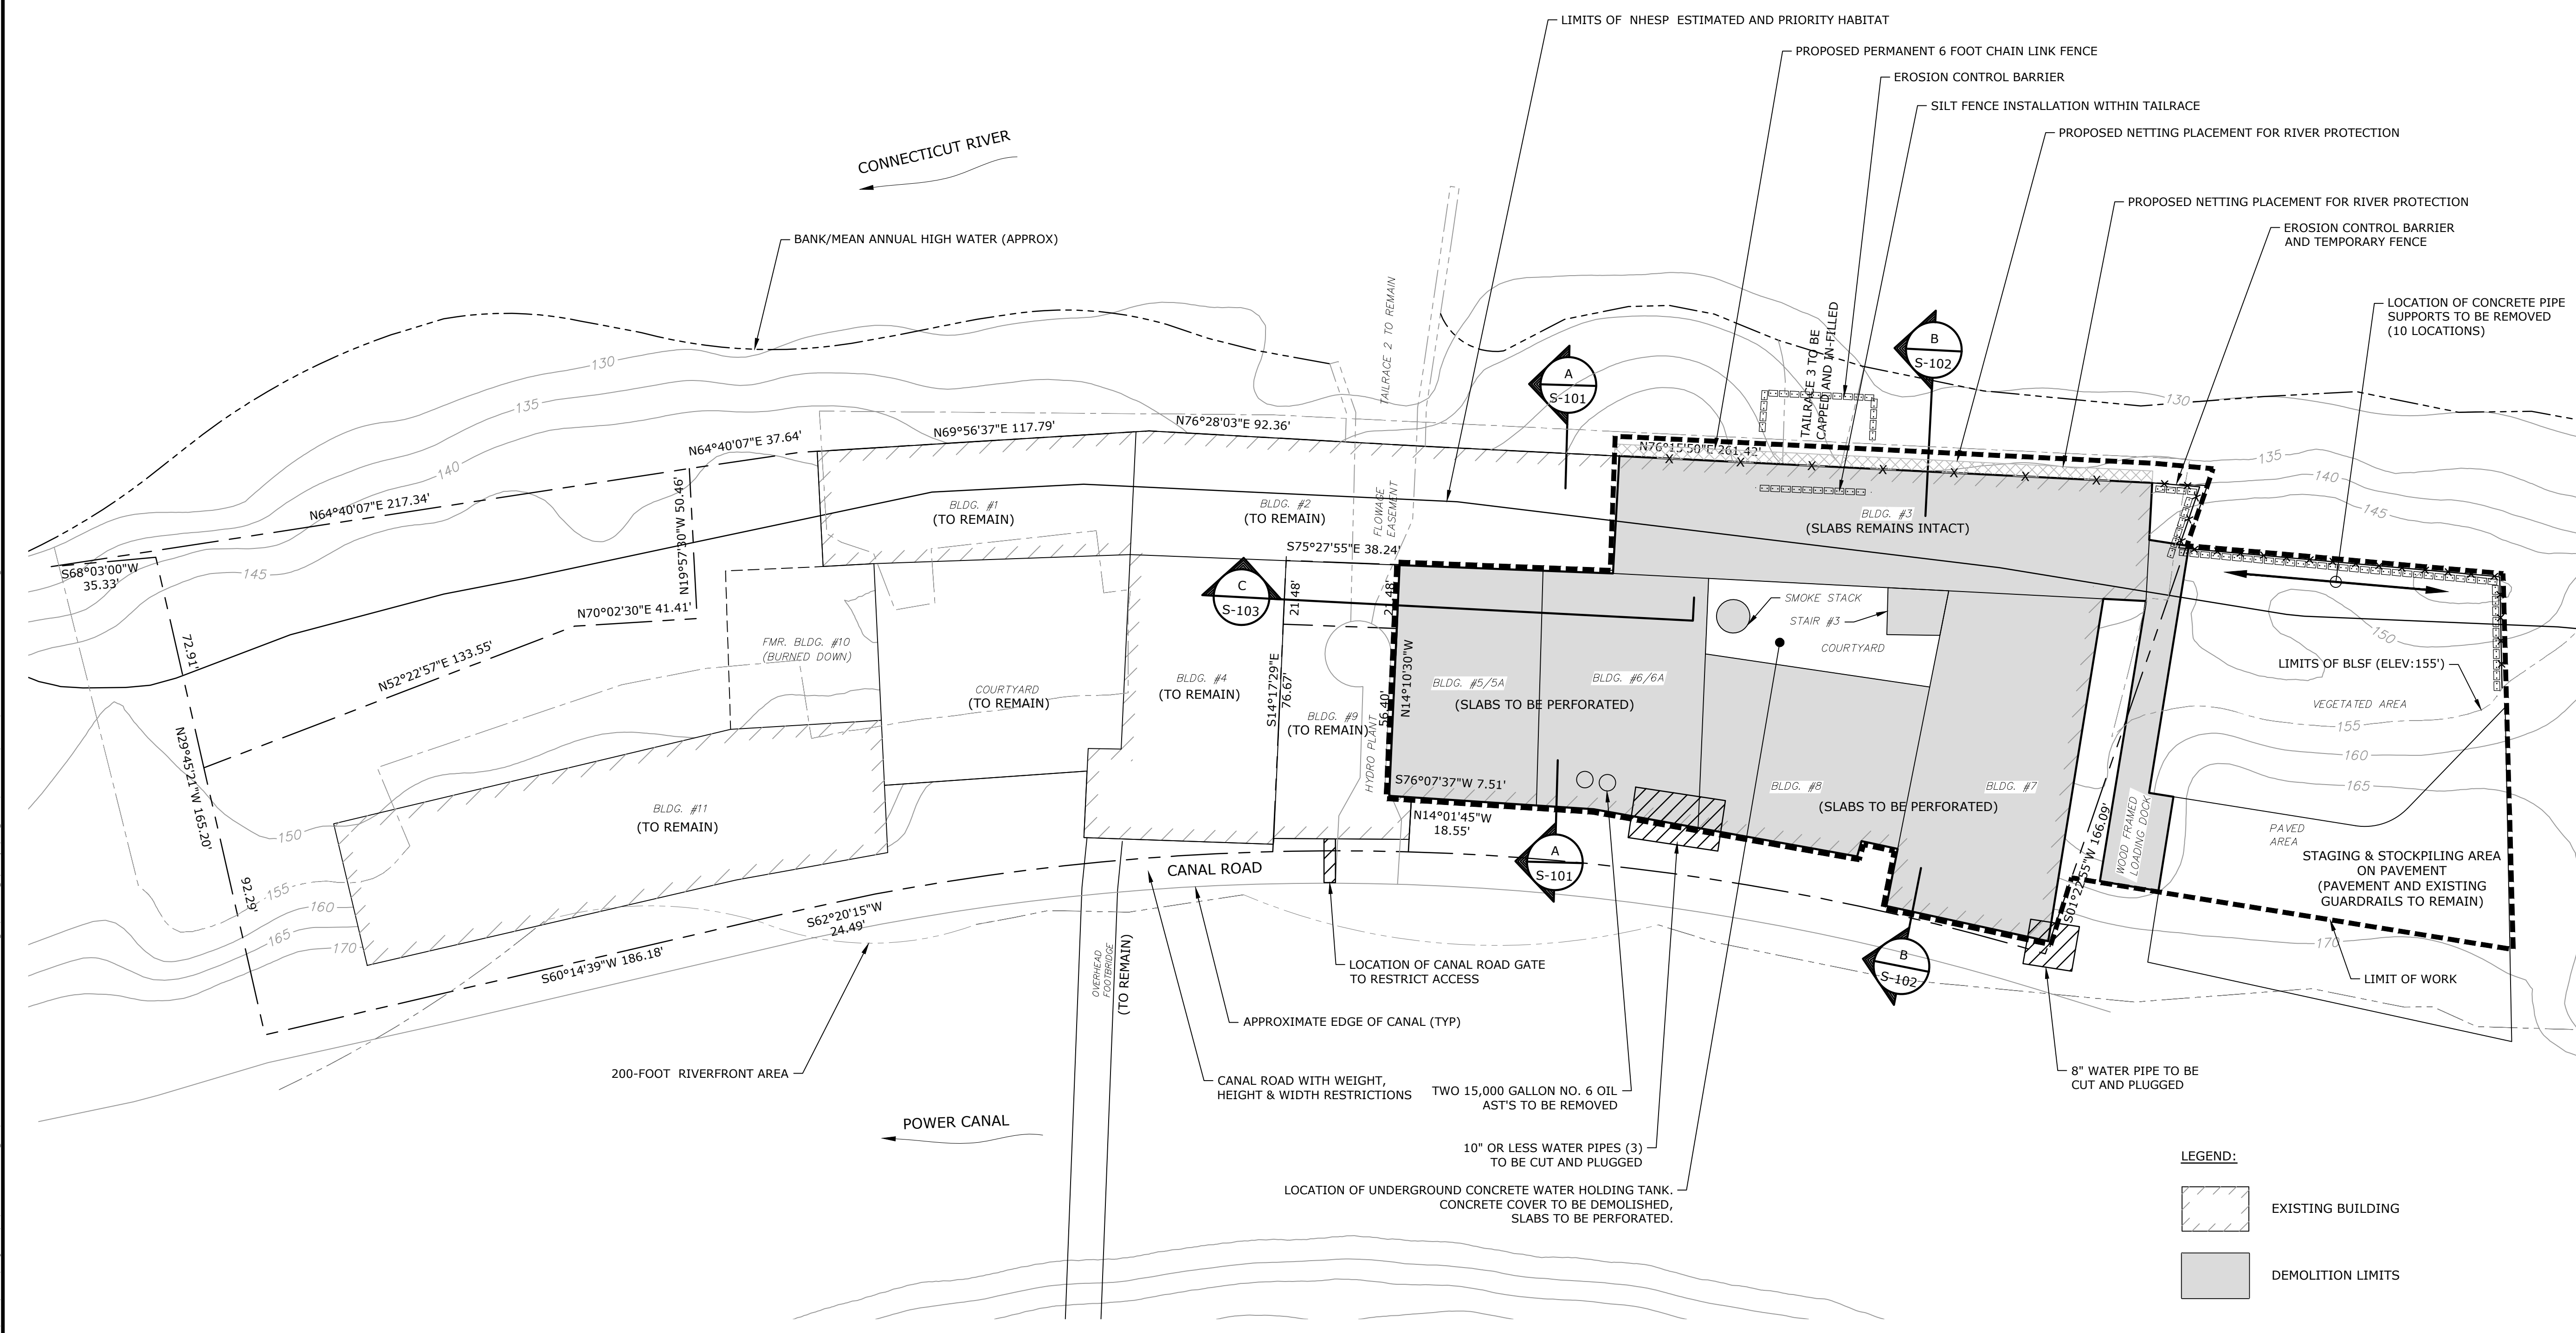 LIMITS OF  NHESP  ESTIMATED AND PRIORITY HABITAT
PROPOSED PERMANENT 6 FOOT CHAIN LINK FENCE
EROSION CONTROL BARRIER
SILT FENCE INSTALLATION WITHIN TAILRACE
PROPOSED NETTING PLACEMENT FOR RIVER PROTECTION
PROPOSED NETTING PLACEMENT FOR RIVER PROTECTION
EROSION CONTROL BARRIER
AND TEMPORARY FENCE
LOCATION OF CONCRETE PIPE
SUPPORTS TO BE REMOVED
(10 LOCATIONS)
CONNECTICUT RIVER
BANK/MEAN ANNUAL HIGH WATER (APPROX)
TAILRACE 2 TO REMAIN
TAILRACE 3 TO BE
CAPPED AND IN-FILLED
A
S-101
B
S-102
130
135
140
145
130
135
140
145
150
N64°40'07"E 217.34'
N64°40'07"E 37.64'
N69°56'37"E 117.79'
N76°28'03"E 92.36'
N76°15'50"E 261.42'
S68°03'00"W
35.33'
N19°57'30"W 50.46'
N70°02'30"E 41.41'
N52°22'57"E 133.55'
72.91'
N29°45'21"W 165.20'
92.29'
BLDG. #1
(TO REMAIN)
BLDG. #2
(TO REMAIN)
FLOWAGE
EASEMENT
BLDG. #3
(SLABS REMAINS INTACT)
S75°27'55"E 38.24'
C
S-103
21.48'
21.48'
SMOKE STACK
STAIR #3
COURTYARD
FMR. BLDG. #10
(BURNED DOWN)
COURTYARD
(TO REMAIN)
BLDG. #4
(TO REMAIN)
S14°17'29"E
76.67'
BLDG. #9
(TO REMAIN)
HYDRO PLANT
56.40'
N14°10'30"W
BLDG. #5/5A
BLDG. #6/6A
(SLABS TO BE PERFORATED)
LIMITS OF BLSF (ELEV:155')
VEGETATED AREA
155
160
165
170
S76°07'37"W 7.51'
N14°01'45"W
18.55'
BLDG. #8
BLDG. #7
(SLABS TO BE PERFORATED)
WOOD FRAMED
LOADING DOCK
S01°22'55"W 166.09'
PAVED
AREA
STAGING & STOCKPILING AREA
ON PAVEMENT
(PAVEMENT AND EXISTING
GUARDRAILS TO REMAIN)
BLDG. #11
(TO REMAIN)
150
155
160
165
170
A
S-101
B
S-102
CANAL ROAD
S62°20'15"W
24.49'
S60°14'39"W 186.18'
OVERHEAD
FOOTBRIDGE
(TO REMAIN)
LOCATION OF CANAL ROAD GATE
TO RESTRICT ACCESS
LIMIT OF WORK
APPROXIMATE EDGE OF CANAL (TYP)
200-FOOT  RIVERFRONT AREA
CANAL ROAD WITH WEIGHT,
HEIGHT & WIDTH RESTRICTIONS
TWO 15,000 GALLON NO. 6 OIL
AST'S TO BE REMOVED
8" WATER PIPE TO BE
CUT AND PLUGGED
POWER CANAL
10" OR LESS WATER PIPES (3)
TO BE CUT AND PLUGGED
LOCATION OF UNDERGROUND CONCRETE WATER HOLDING TANK.
CONCRETE COVER TO BE DEMOLISHED,
SLABS TO BE PERFORATED.
LEGEND:
EXISTING BUILDING
DEMOLITION LIMITS